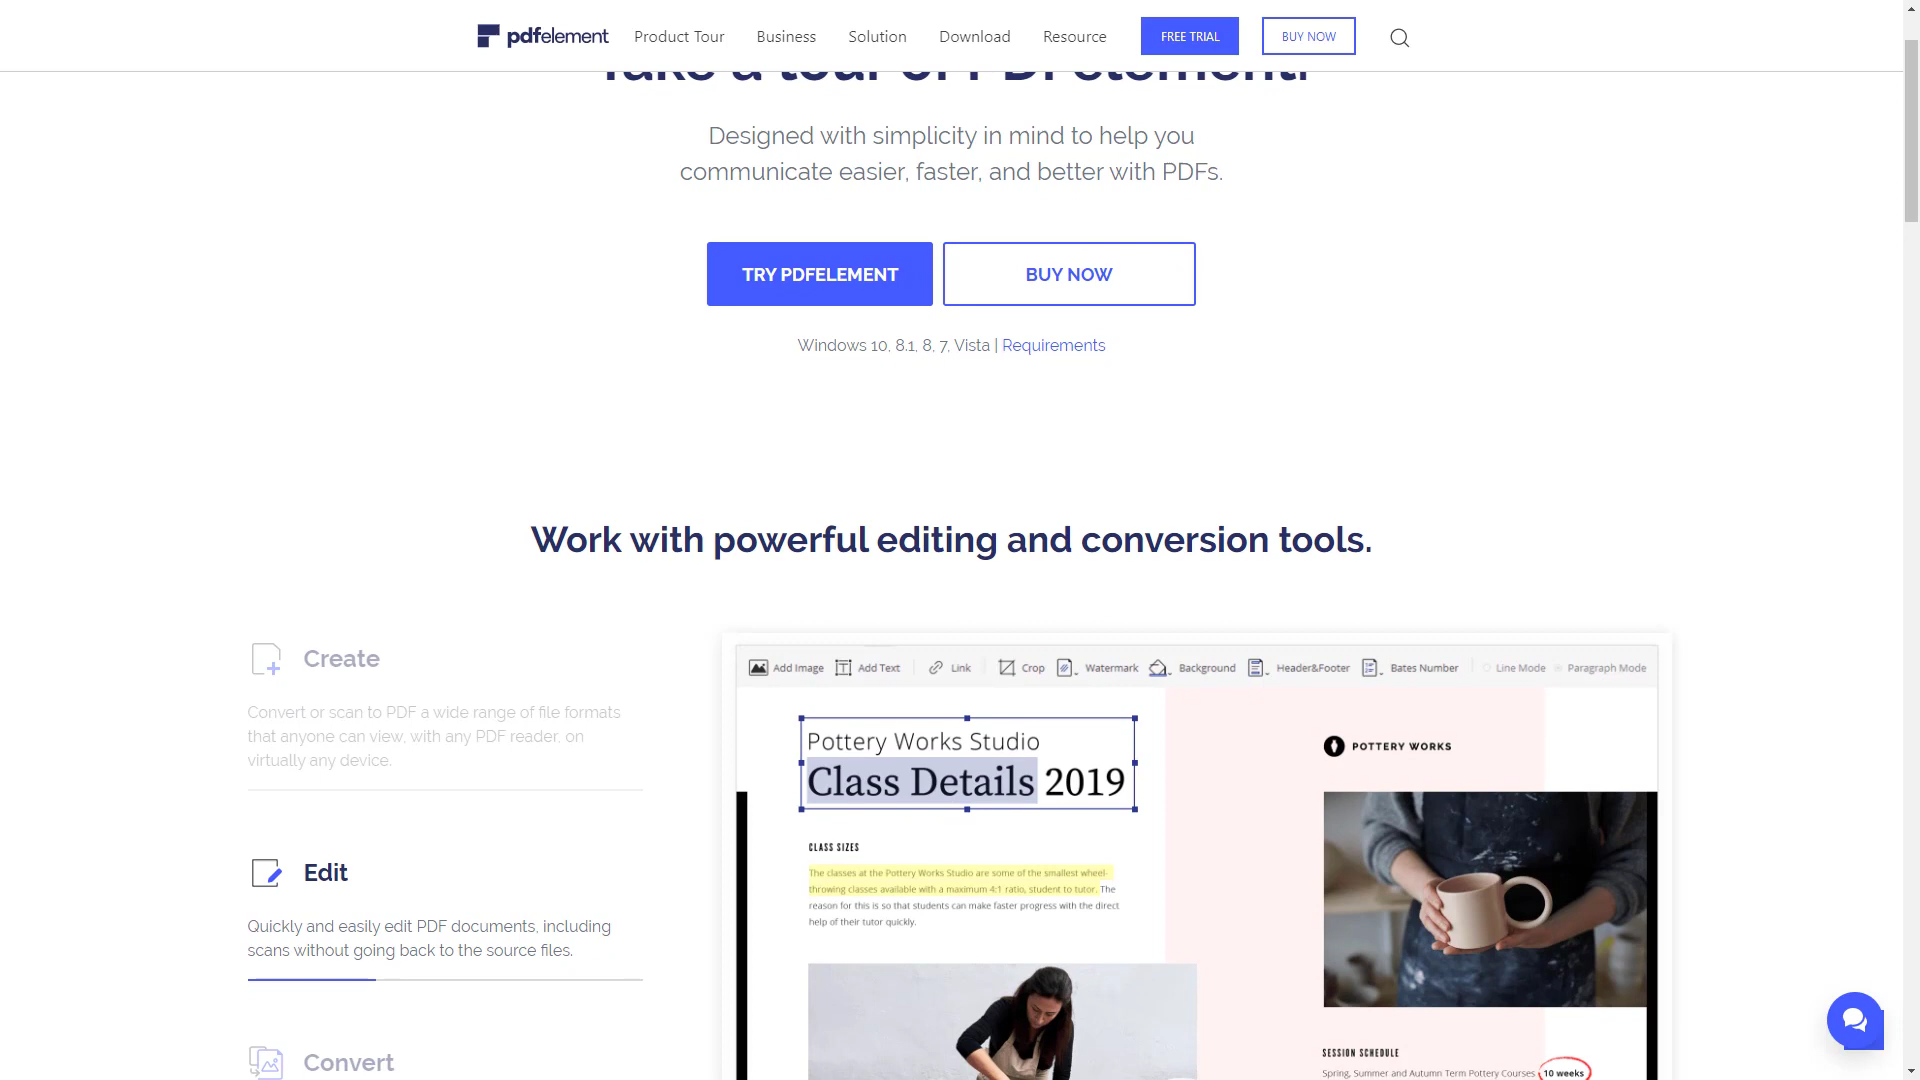 pdfelement
Product Tour
Business
Solution
Download
Resource
FREE TRIAL
BUY NOW
Take a tour of PDFelement.
Designed with simplicity in mind to help you
communicate easier, faster, and better with PDFs.
TRY PDFELEMENT
BUY NOW
Windows 10, 8.1, 8, 7, Vista | Requirements
Work with powerful editing and conversion tools.
Create
Convert or scan to PDF a wide range of file formats
that anyone can view, with any PDF reader, on
virtually any device.
Edit
Quickly and easily edit PDF documents, including
scans without going back to the source files.
Convert
Add Image
Add Text
Link
Crop
Watermark
Background
Header&Footer
Bates Number
Line Mode
Paragraph Mode
Pottery Works Studio
Class Details 2019
POTTERY WORKS
CLASS SIZES
The classes at the Pottery Works Studio are some of the smallest wheel-
throwing classes available with a maximum 4:1 ratio, student to tutor. The
reason for this is so that students can make faster progress with the direct
help of their tutor quickly.
SESSION SCHEDULE
Spring, Summer and Autumn Term Pottery Courses 10 weeks